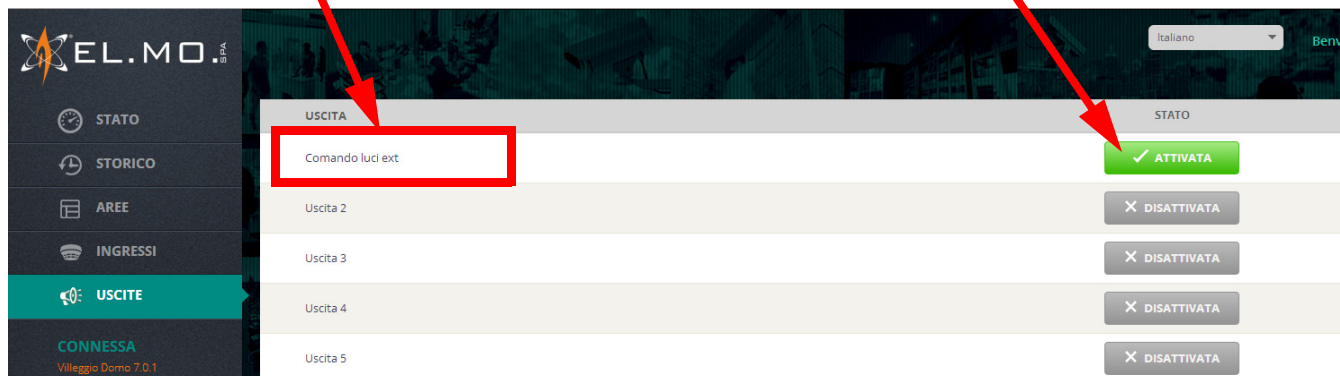 EL.MO. SPA
Italiano
Benv
STATO
STORICO
AREE
INGRESSI
USCITE
CONNESSA
Villeggio Domo 7.0.1
USCITA STATO
Comando luci ext ATTIVATA
Uscita 2 DISATTIVATA
Uscita 3 DISATTIVATA
Uscita 4 DISATTIVATA
Uscita 5 DISATTIVATA